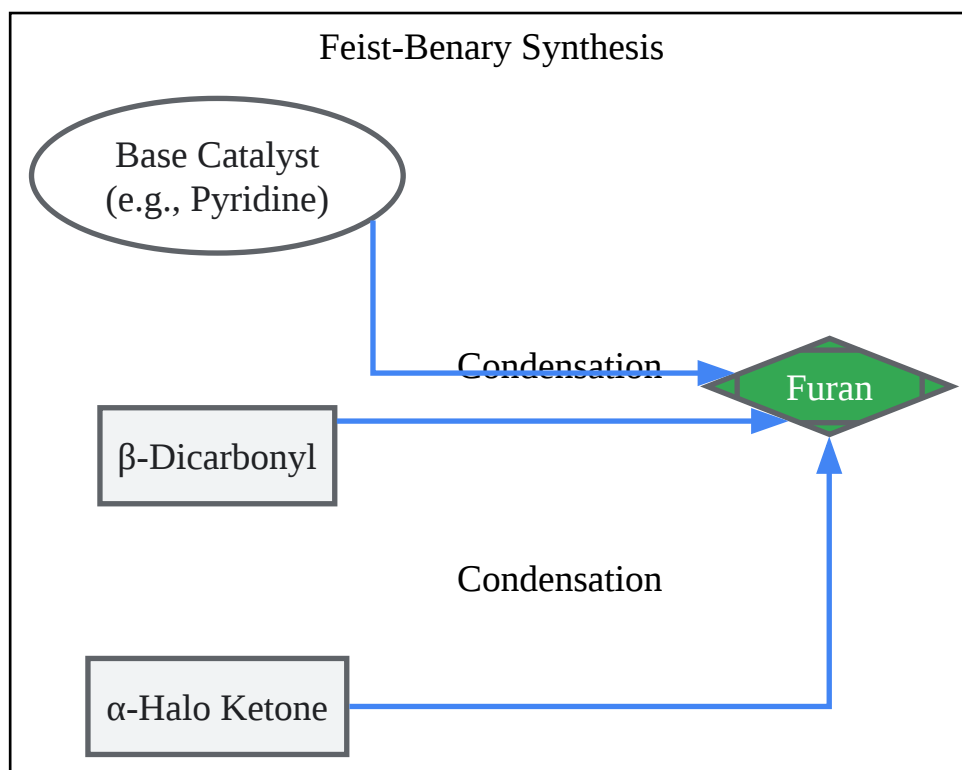 Feist-Benary Synthesis
Base Catalyst
(e.g., Pyridine)
Condensation
Furan
β-Dicarbonyl
Condensation
α-Halo Ketone